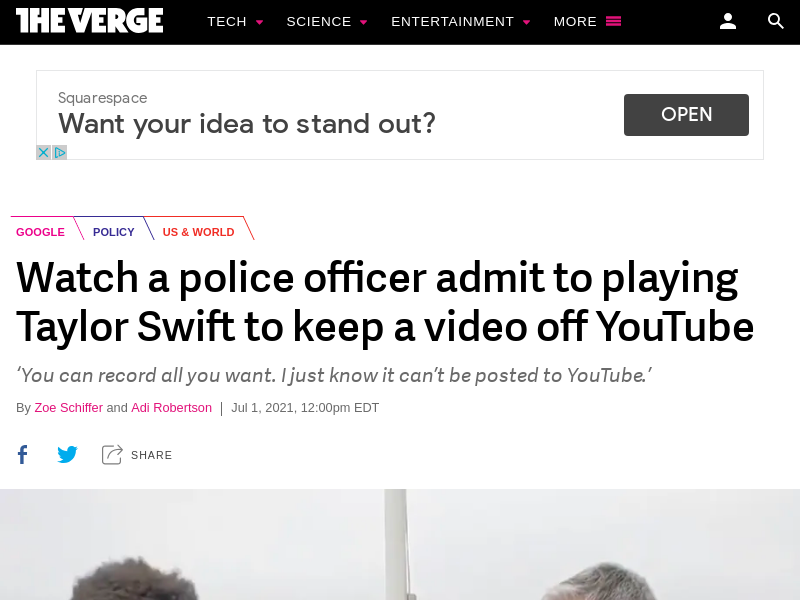 THE VERGE TECH SCIENCE ENTERTAINMENT MORE
Squarespace
Want your idea to stand out?
OPEN
GOOGLE POLICY US & WORLD
Watch a police officer admit to playing
Taylor Swift to keep a video off YouTube
‘You can record all you want. I just know it can’t be posted to YouTube.’
By Zoe Schiffer and Adi Robertson | Jul 1, 2021, 12:00pm EDT
SHARE